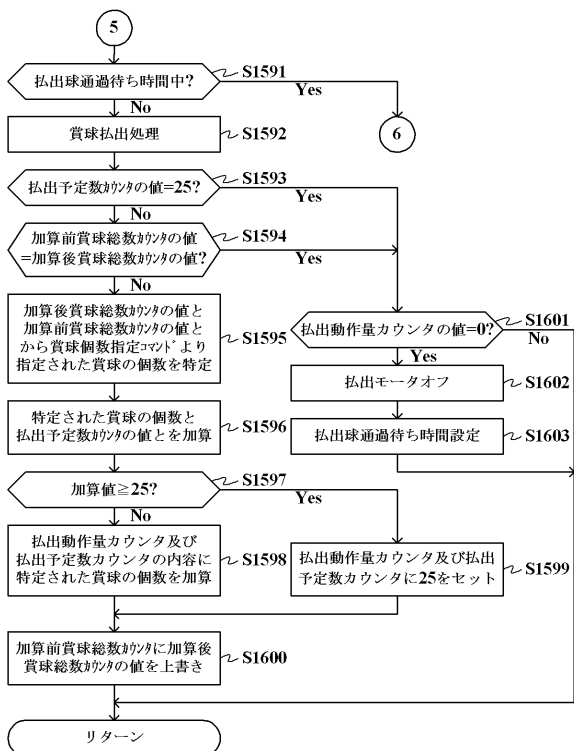 5
払出球通過待ち時間中?
S1591
Yes
No
6
賞球払出処理
S1592
払出予定数ｶｳﾝﾀの値=25?
S1593
Yes
No
加算前賞球総数ｶｳﾝﾀの値
=加算後賞球総数ｶｳﾝﾀの値?
S1594
Yes
No
加算後賞球総数ｶｳﾝﾀの値と
加算前賞球総数ｶｳﾝﾀの値と
から賞球個数指定ｺﾏﾝﾄﾞより
指定された賞球の個数を特定
S1595
特定された賞球の個数と
払出予定数ｶｳﾝﾀの値とを加算
S1596
加算値≧25?
S1597
Yes
No
払出動作量カウンタ及び
払出予定数カウンタの内容に
特定された賞球の個数を加算
S1598
払出動作量カウンタ及び払出
予定数カウンタに25をセット
S1599
加算前賞球総数ｶｳﾝﾀに加算後
賞球総数ｶｳﾝﾀの値を上書き
S1600
払出動作量カウンタの値=0?
S1601
No
Yes
払出モータオフ
S1602
払出球通過待ち時間設定
S1603
リターン